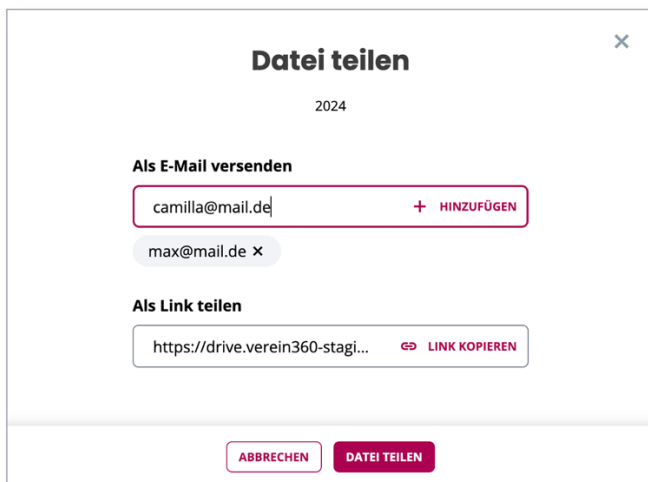 Datei teilen
2024
Als E-Mail versenden
camilla@mail.de + HINZUFÜGEN
max@mail.de ×
Als Link teilen
https://drive.verein360-stagi... LINK KOPIEREN
ABBRECHEN DATEI TEILEN